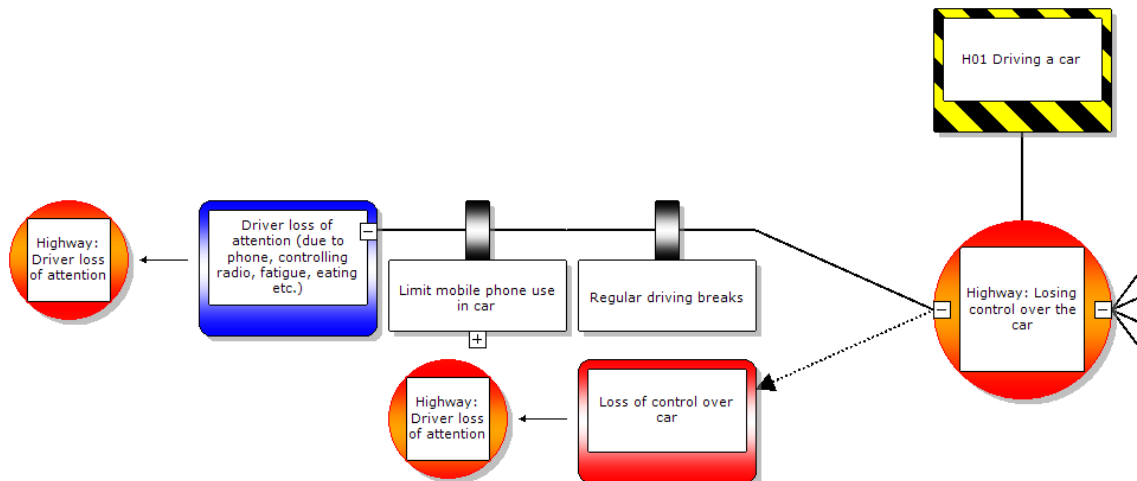 H01 Driving a car
Highway:
Driver loss
of attention
Driver loss of
attention (due to
phone, controlling
radio, fatigue, eating
etc.)
Limit mobile phone use
in car
Regular driving breaks
Highway: Losing
control over the
car
Highway:
Driver loss
of attention
Loss of control over
car